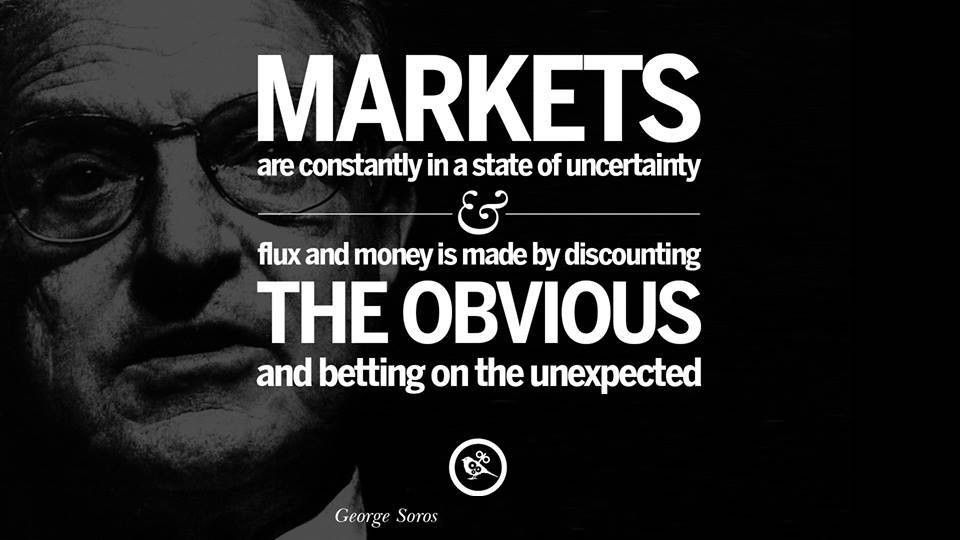 MARKETS
are constantly in a state of uncertainty
&
flux and money is made by discounting
THE OBVIOUS
and betting on the unexpected
George Soros